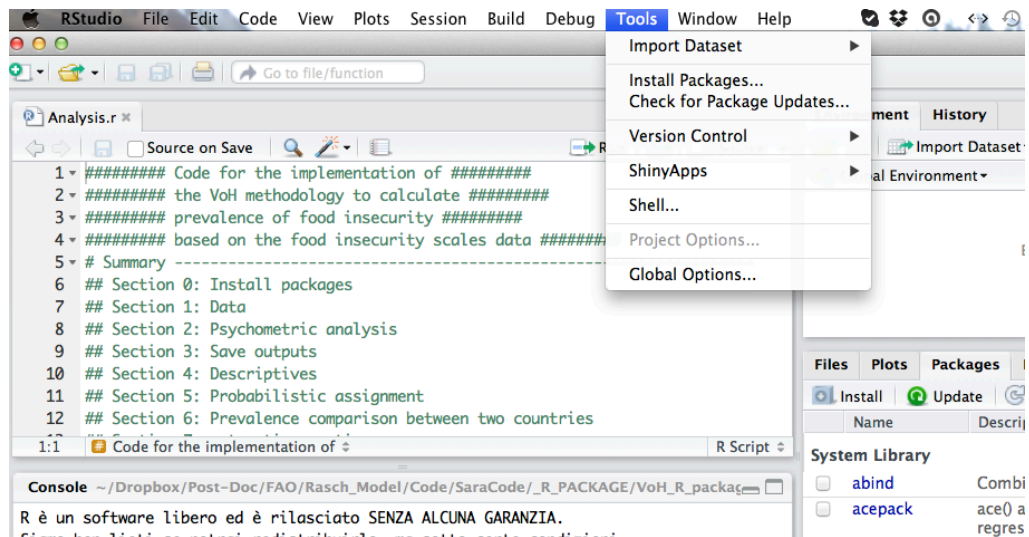 RStudio File Edit Code View Plots Session Build Debug Tools Window Help
Go to file/function
Import Dataset
Install Packages...
Check for Package Updates...
Version Control
ShinyApps
Shell...
Project Options...
Global Options...
Analysis.r
Source on Save
History
Import Dataset
al Environment
1 ######### Code for the implementation of #########
2 ######### the VoH methodology to calculate #########
3 ######### prevalence of food insecurity #########
4 ######### based on the food insecurity scales data #########
5 # Summary ----------------------------------------------------------
6 ## Section 0: Install packages
7 ## Section 1: Data
8 ## Section 2: Psychometric analysis
9 ## Section 3: Save outputs
10 ## Section 4: Descriptives
11 ## Section 5: Probabilistic assignment
12 ## Section 6: Prevalence comparison between two countries
1:1 # Code for the implementation of R Script
Console ~/Dropbox/Post-Doc/FAO/Rasch_Model/Code/SaraCode/_R_PACKAGE/VoH_R_packag
R è un software libero ed è rilasciato SENZA ALCUNA GARANZIA.
Files Plots Packages
Install Update
Name Descrip
System Library
abind Combi
acepack ace() a
regres